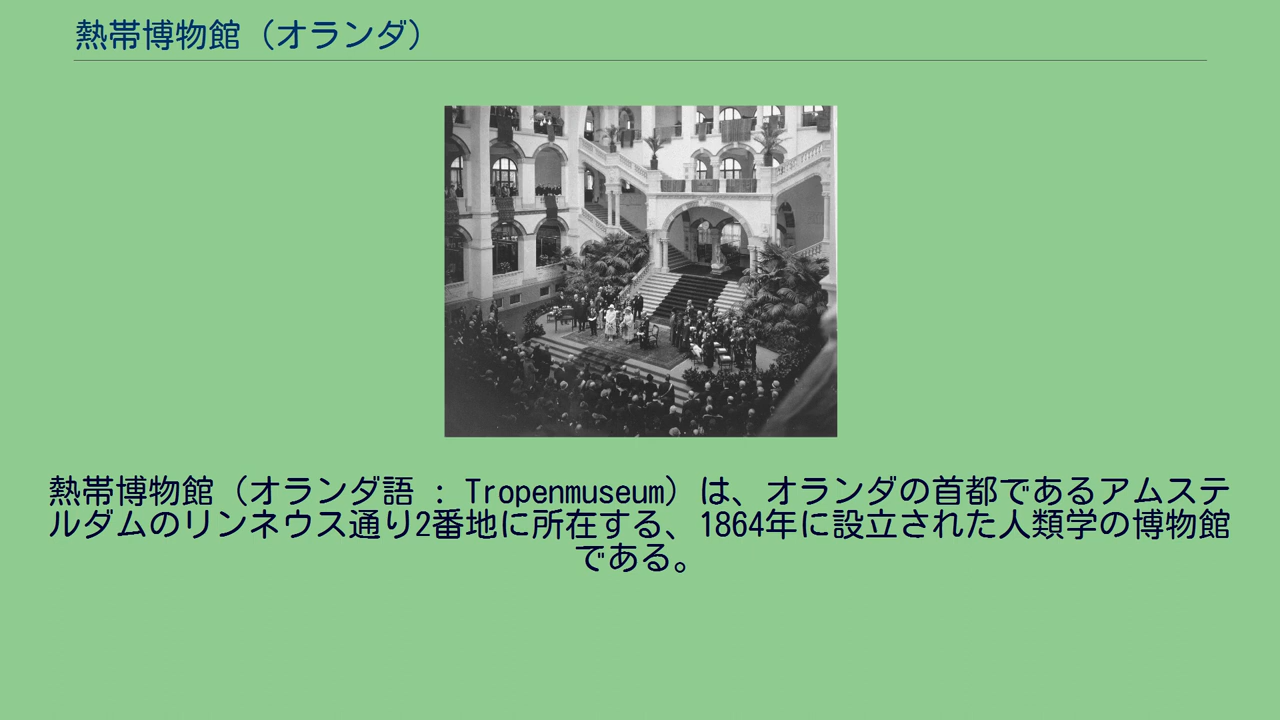 熱帯博物館（オランダ）
熱帯博物館（オランダ語 : Tropenmuseum）は、オランダの首都であるアムステ
ルダムのリンネウス通り2番地に所在する、1864年に設立された人類学の博物館
である。